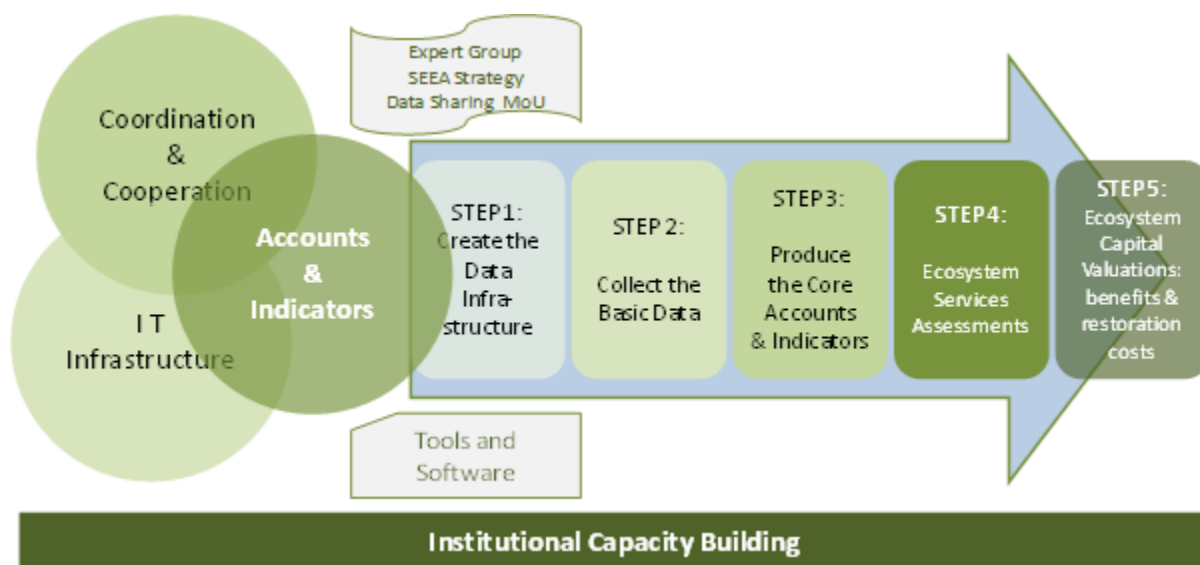 Expert Group
SEEA Strategy
Data Sharing MoU
Coordination
&
Cooperation
Accounts
&
Indicators
I T
Infrastructure
STEP1:
Create the
Data
Infra-
structure
STEP 2:
Collect the
Basic Data
STEP3:
Produce
the Core
Accounts
& Indicators
STEP4:
Ecosystem
Services
Assessments
STEP5:
Ecosystem
Capital
Valuations:
benefits &
restoration
costs
Tools and
Software
Institutional Capacity Building